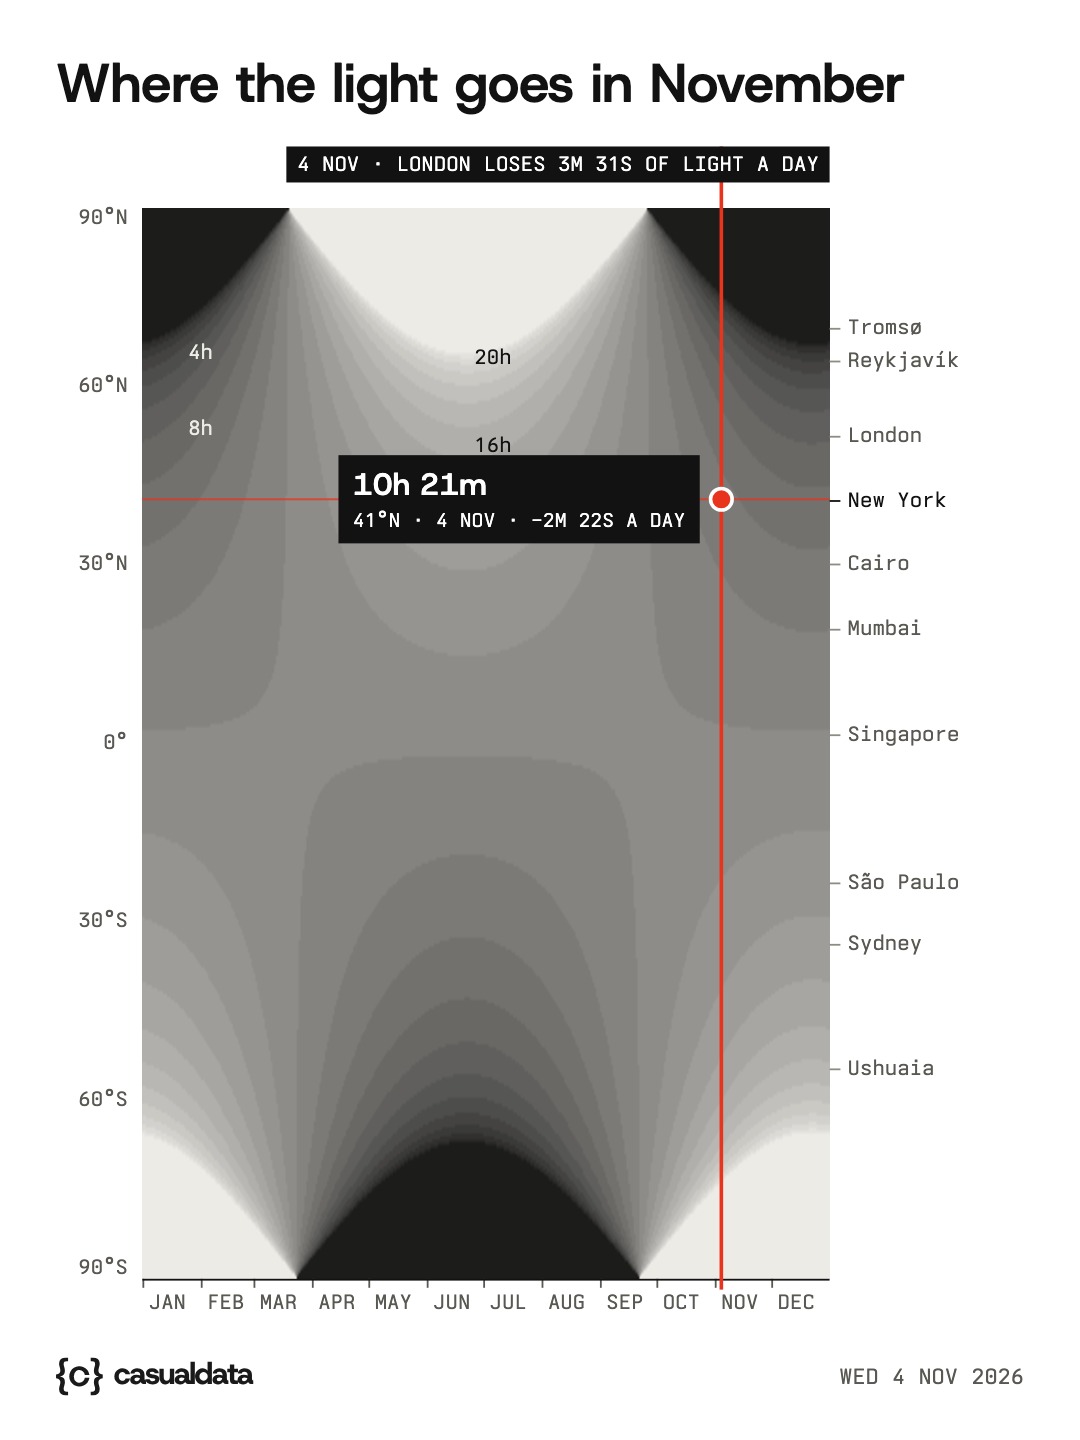 Where the light goes in November
4 NOV · LONDON LOSES 3M 31S OF LIGHT A DAY
90°N
60°N
30°N
0°
30°S
60°S
90°S
4h
8h
20h
16h
10h 21m
41°N · 4 NOV · −2M 22S A DAY
Tromsø
Reykjavík
London
New York
Cairo
Mumbai
Singapore
São Paulo
Sydney
Ushuaia
JAN FEB MAR APR MAY JUN JUL AUG SEP OCT NOV DEC
{c} casualdata
WED 4 NOV 2026